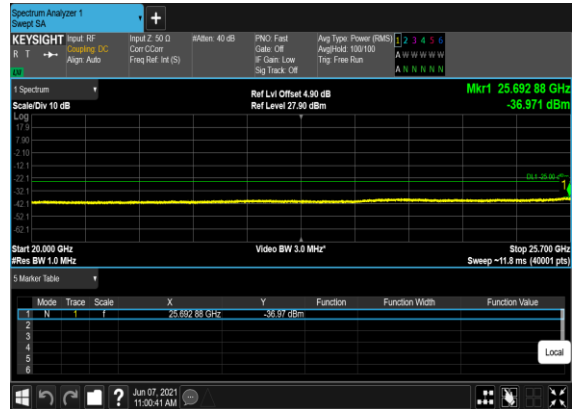 Spectrum Analyzer 1
Swept SA
+
KEYSIGHT Input: RF Input Z: 50 Ω #Atten: 40 dB PNO: Fast Avg Type: Power (RMS) 1 2 3 4 5 6
R T Coupling: DC Corr CCorr Gate: Off Avg|Hold: 100/100 A W W W W W
Align: Auto Freq Ref: Int (S) IF Gain: Low Trig: Free Run
Sig Track: Off A N N N N N
1 Spectrum
Ref Lvl Offset 4.90 dB Mkr1 25.692 88 GHz
Scale/Div 10 dB Ref Level 27.90 dBm -36.971 dBm
Log
17.9
7.90
-2.10
-12.1
-22.1
DL1 -25.00 dBm
1
-32.1
-42.1
-52.1
-62.1
Start 20.000 GHz Video BW 3.0 MHz* Stop 25.700 GHz
#Res BW 1.0 MHz Sweep ~11.8 ms (40001 pts)
5 Marker Table
Mode Trace Scale X Y Function Function Width Function Value
1 N 1 f 25.692 88 GHz -36.97 dBm
2
3
4
5
6
Local
? Jun 07, 2021
11:00:41 AM